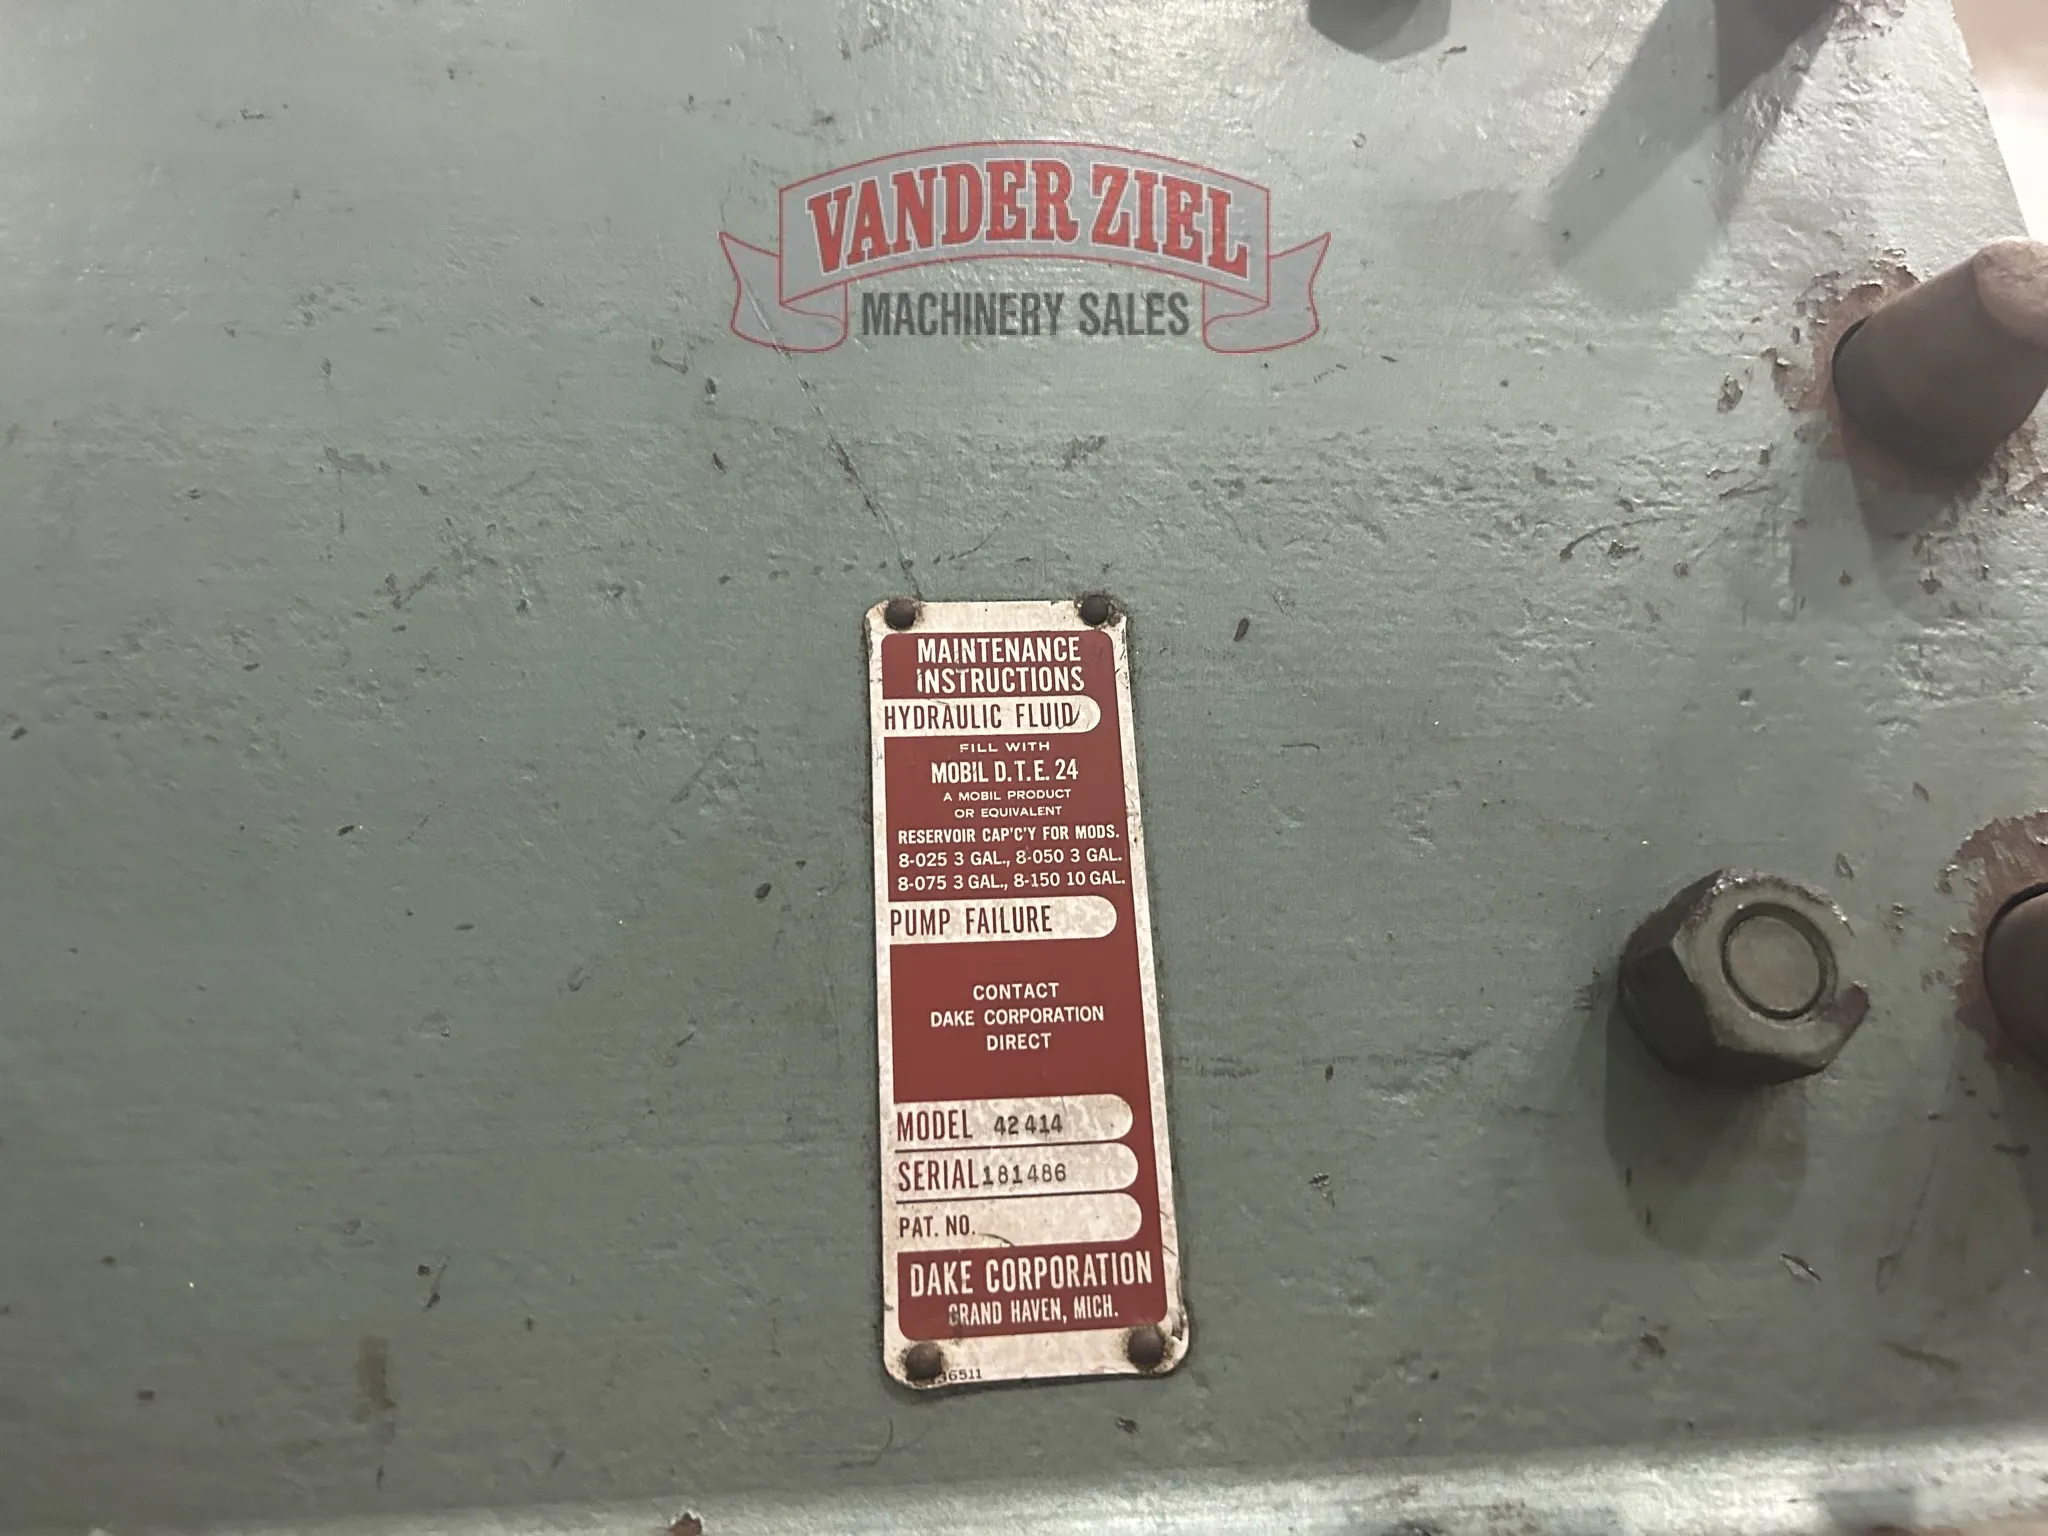 VANDER ZIEL
MACHINERY SALES
MAINTENANCE
INSTRUCTIONS
HYDRAULIC FLUID
FILL WITH
MOBIL D.T.E. 24
A MOBIL PRODUCT
OR EQUIVALENT
RESERVOIR CAP'C'Y FOR MODS.
8-025 3 GAL., 8-050 3 GAL.
8-075 3 GAL., 8-150 10 GAL.
PUMP FAILURE
CONTACT
DAKE CORPORATION
DIRECT
MODEL 42414
SERIAL 181486
PAT. NO.
DAKE CORPORATION
GRAND HAVEN, MICH.